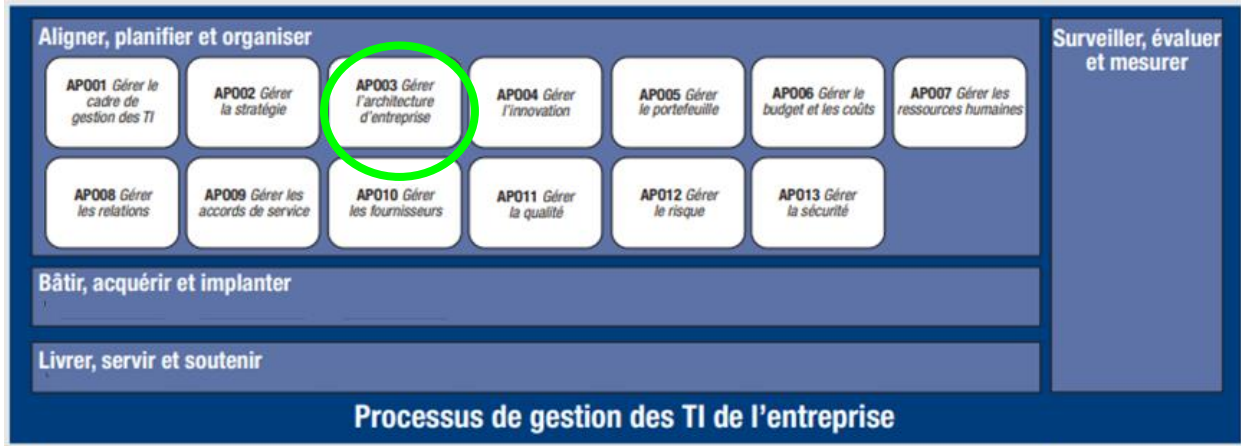 Aligner, planifier et organiser
AP001 Gérer le
cadre de
gestion des TI
AP002 Gérer
la stratégie
AP003 Gérer
l'architecture
d'entreprise
AP004 Gérer
l'innovation
AP005 Gérer
le portefeuille
AP006 Gérer le
budget et les coûts
AP007 Gérer les
ressources humaines
AP008 Gérer
les relations
AP009 Gérer les
accords de service
AP010 Gérer
les fournisseurs
AP011 Gérer
la qualité
AP012 Gérer
le risque
AP013 Gérer
la sécurité
Surveiller, évaluer
et mesurer
Bâtir, acquérir et implanter
Livrer, servir et soutenir
Processus de gestion des TI de l'entreprise